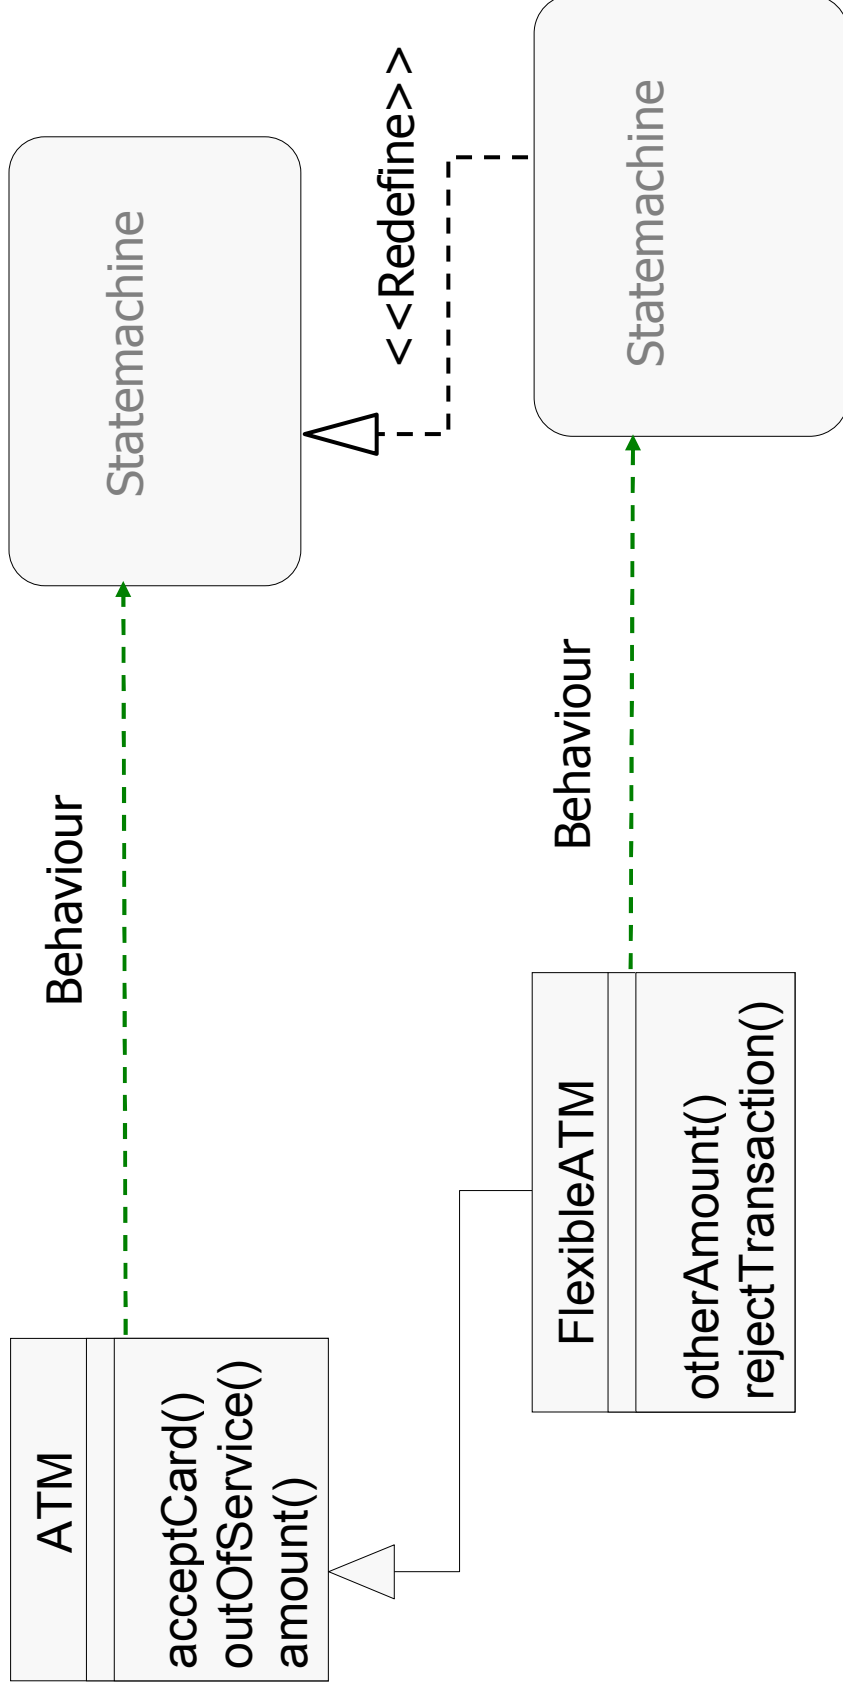 ATM
acceptCard()
outOfService()
amount()
Behaviour
Statemachine
<<Redefine>>
FlexibleATM
otherAmount()
rejectTransaction()
Behaviour
Statemachine